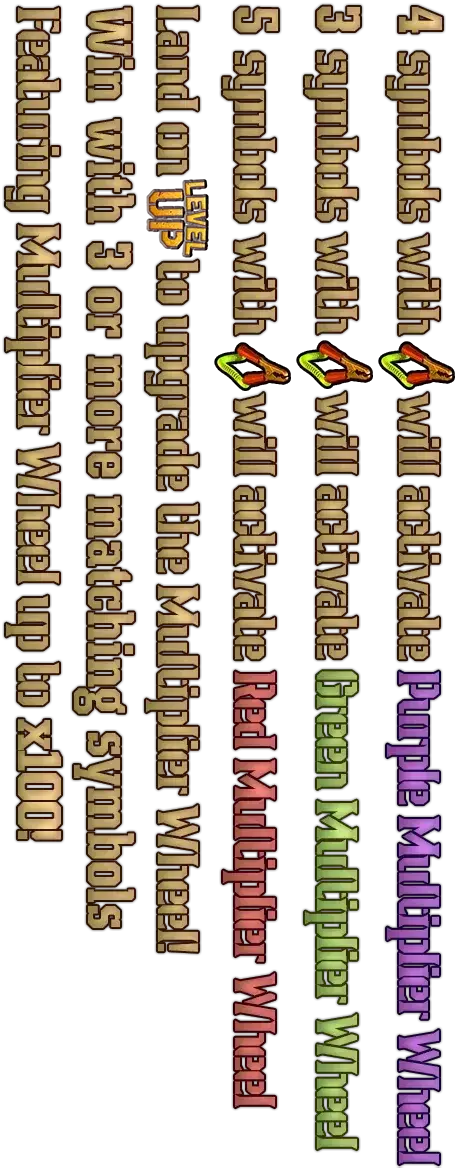 4 symbols with will activate Purple Multiplier Wheel
3 symbols with will activate Green Multiplier Wheel
5 symbols with will activate Red Multiplier Wheel
Land on LEVEL UP to upgrade the Multiplier Wheel!
Win with 3 or more matching symbols
Featuring Multiplier Wheel up to x100!